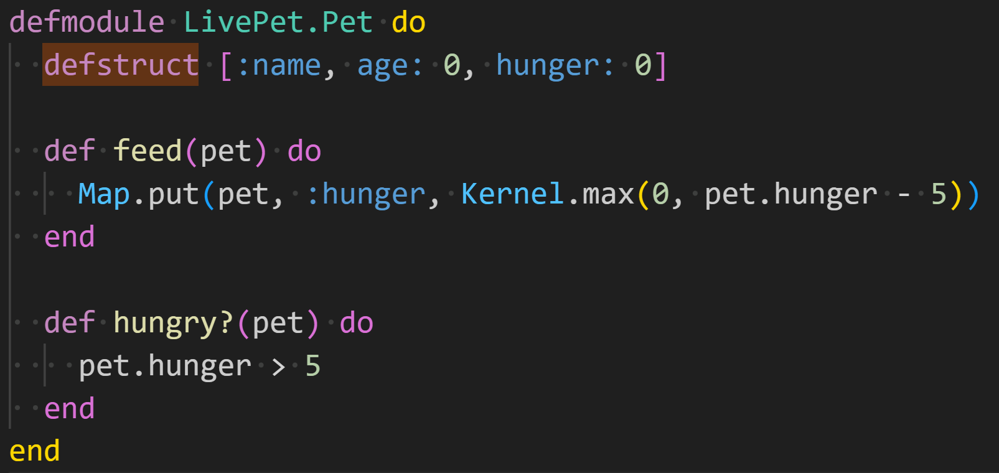 defmodule LivePet.Pet do
  defstruct [:name, age: 0, hunger: 0]

  def feed(pet) do
    Map.put(pet, :hunger, Kernel.max(0, pet.hunger - 5))
  end

  def hungry?(pet) do
    pet.hunger > 5
  end
end